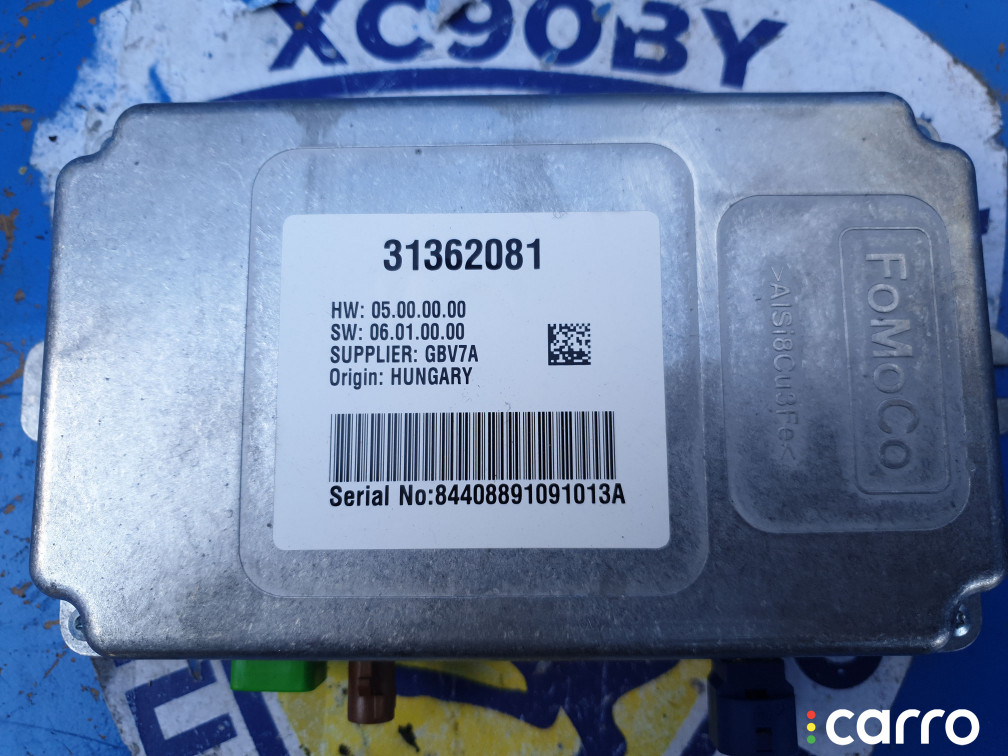 XC90BY
31362081
HW: 05.00.00.00
SW: 06.01.00.00
SUPPLIER: GBV7A
Origin: HUNGARY
Serial No:84408891091013A
FoMoCo
>AlSi8Cu3Fe<
carro